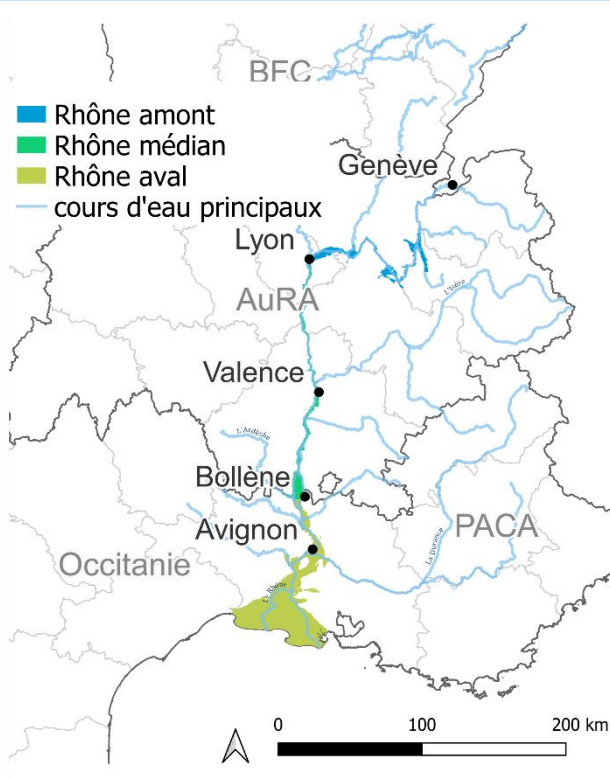 BFC
Rhône amont
Rhône médian
Rhône aval
cours d'eau principaux
Genève
Lyon
L'Isère
AuRA
Valence
L'Ardèche
Bollène
Avignon
PACA
La Durance
Occitanie
Le Rhône
0 100 200 km